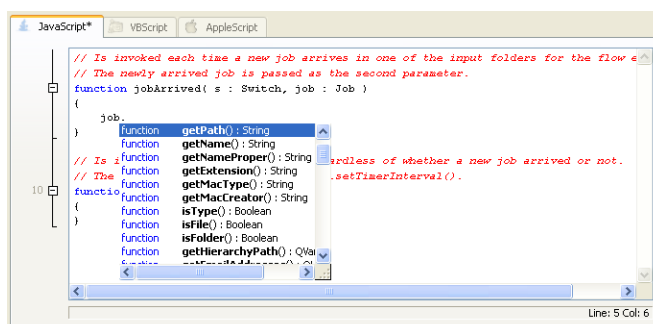 JavaScript* VBScript AppleScript
// Is invoked each time a new job arrives in one of the input folders for the flow e
// The newly arrived job is passed as the second parameter.
function jobArrived( s : Switch, job : Job )
{
job.
function getPath() : String
}
function getName() : String
function getNameProper() : String
// Is i ardless of whether a new job arrived or not.
function getExtension() : String
// The .setTimerInterval().
function getMacType() : String
10 functio
function getMacCreator() : String
{
function isType() : Boolean
}
function isFile() : Boolean
function isFolder() : Boolean
function getHierarchyPath() : QVa
Line: 5 Col: 6